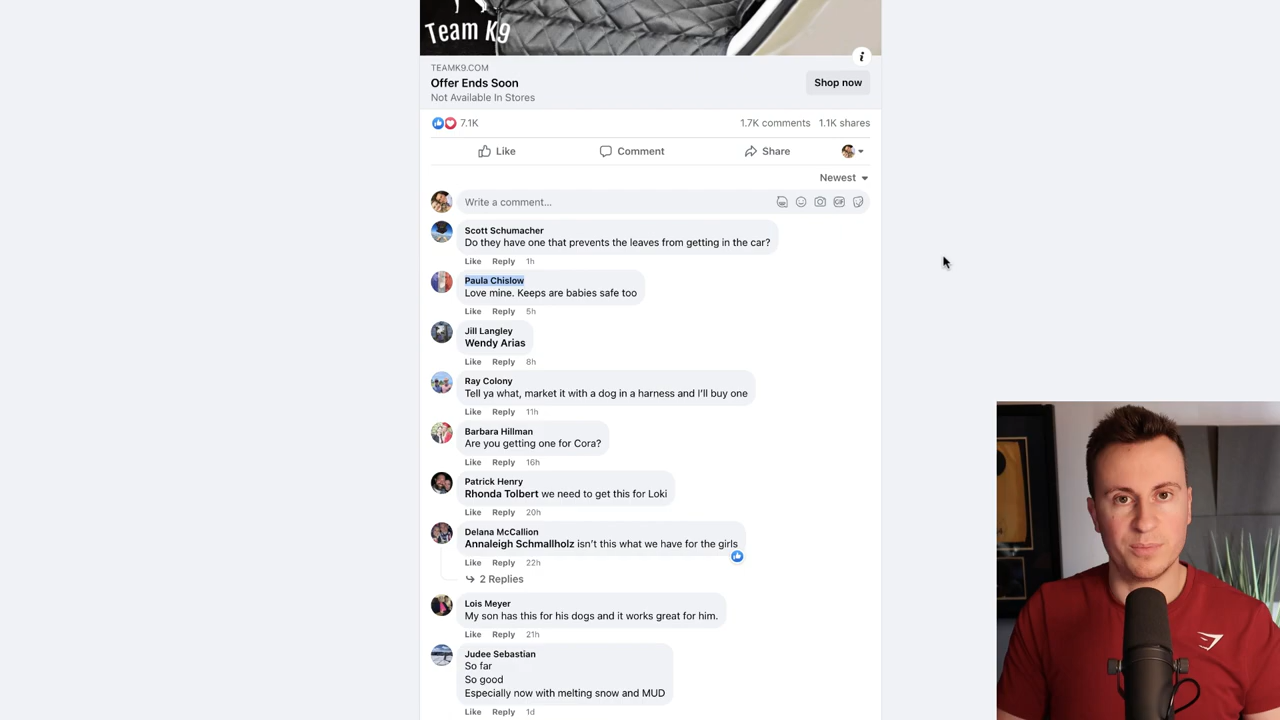 Team K9
TEAMK9.COM
Offer Ends Soon
Not Available In Stores
Shop now
7.1K
1.7K comments 1.1K shares
Like Comment Share
Newest
Write a comment...
GIF
Scott Schumacher
Do they have one that prevents the leaves from getting in the car?
Like Reply 1h
Paula Chislow
Love mine. Keeps are babies safe too
Like Reply 5h
Jill Langley
Wendy Arias
Like Reply 8h
Ray Colony
Tell ya what, market it with a dog in a harness and I'll buy one
Like Reply 11h
Barbara Hillman
Are you getting one for Cora?
Like Reply 16h
Patrick Henry
Rhonda Tolbert we need to get this for Loki
Like Reply 20h
Delana McCallion
Annaleigh Schmallholz isn't this what we have for the girls
Like Reply 22h
2 Replies
Lois Meyer
My son has this for his dogs and it works great for him.
Like Reply 21h
Judee Sebastian
So far
So good
Especially now with melting snow and MUD
Like Reply 1d